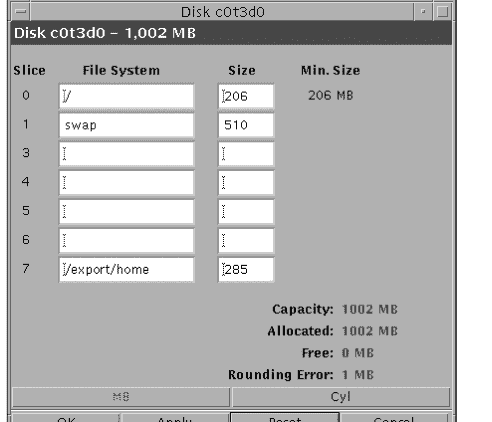 Disk c0t3d0
Disk c0t3d0 - 1,002 MB
Slice File System Size Min. Size
0 / 206 206 MB
1 swap 510
3
4
5
6
7 /export/home 285
Capacity: 1002 MB
Allocated: 1002 MB
Free: 0 MB
Rounding Error: 1 MB
MB Cyl
OK Apply Reset Cancel